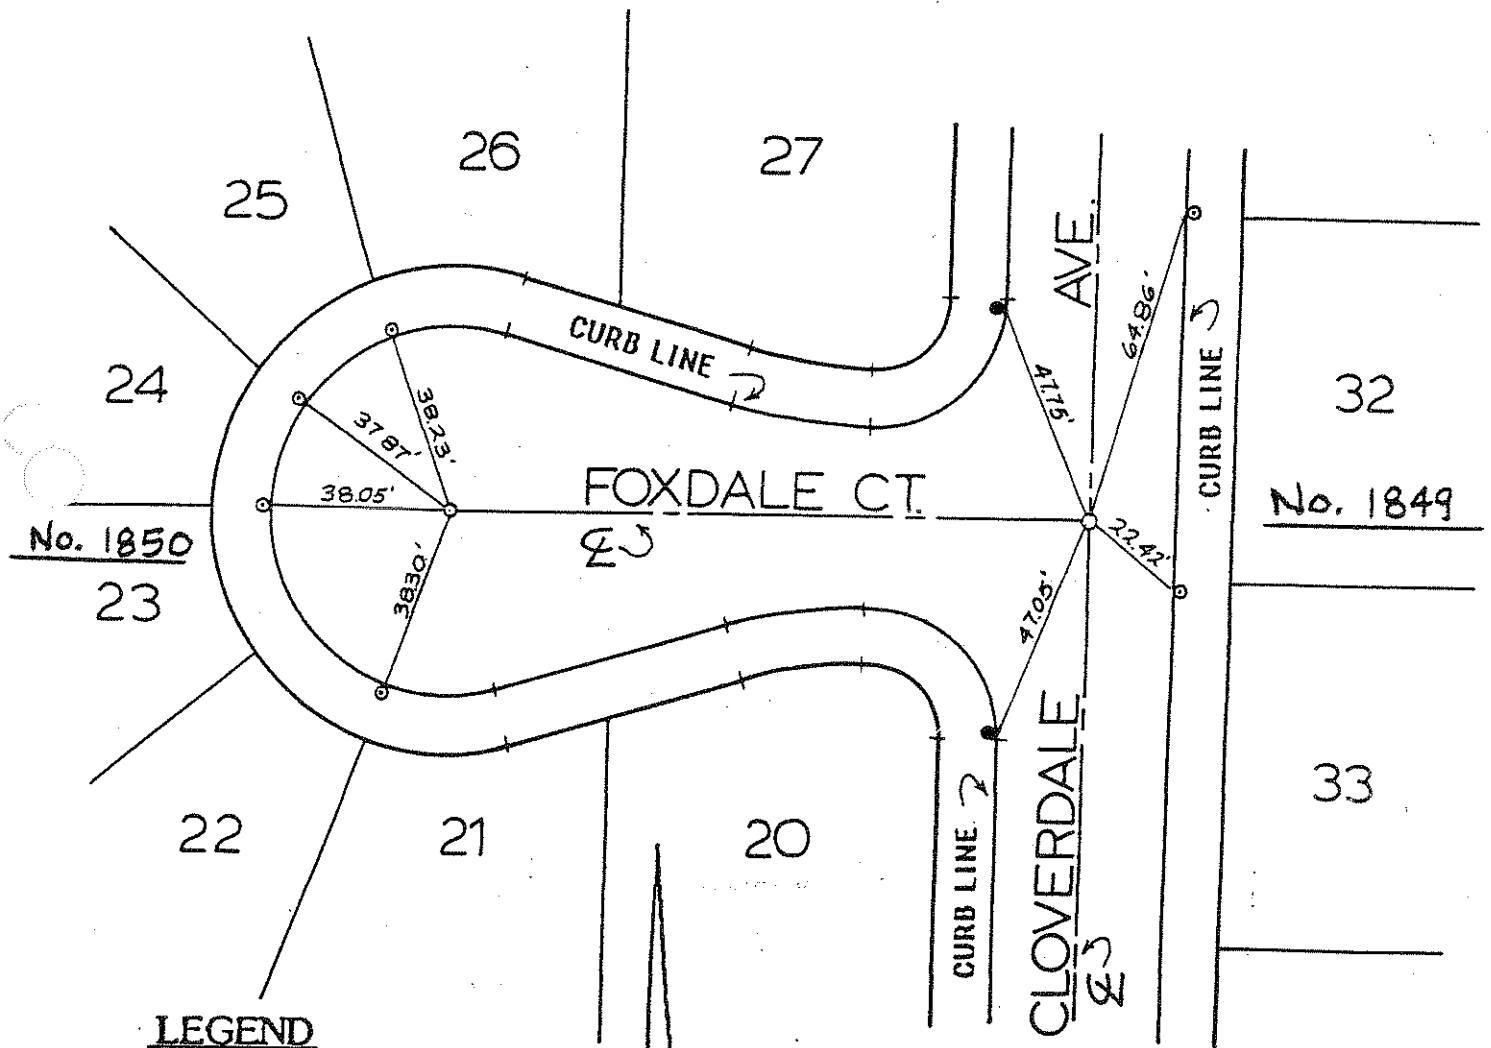 26
27
25
AVE.
64.86'
CURB LINE
24
38.23'
37.87'
47.75'
CURB LINE
32
38.05'
FOXDALE CT.
℄
No. 1849
No. 1850
22.42'
23
38.30'
47.05'
33
22
21
20
CURB LINE
CLOVERDALE
℄
LEGEND